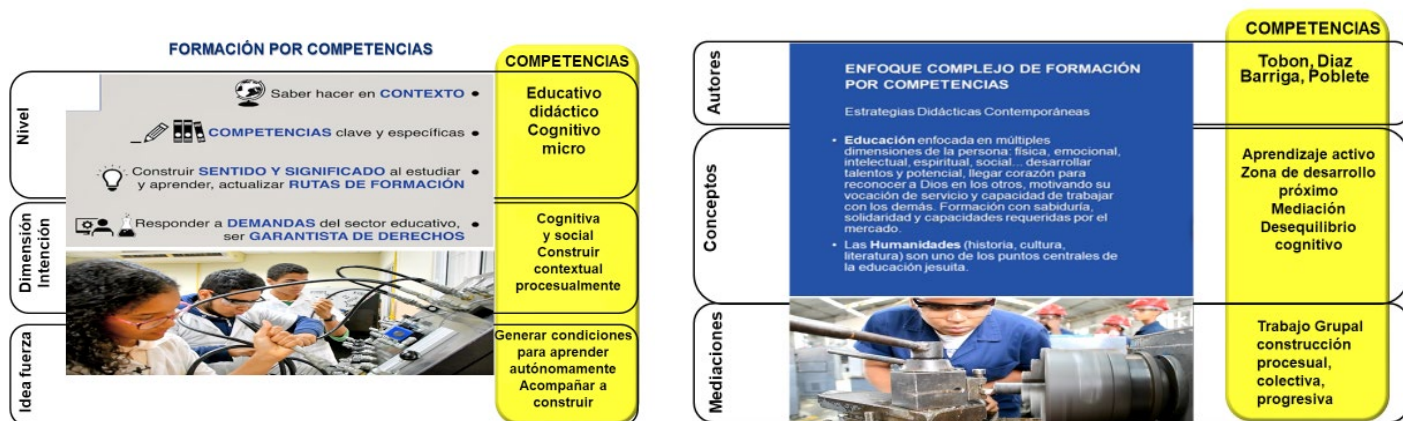 FORMACIÓN POR COMPETENCIAS
COMPETENCIAS
Nivel
Saber hacer en CONTEXTO
COMPETENCIAS clave y específicas
Construir SENTIDO Y SIGNIFICADO al estudiar
y aprender, actualizar RUTAS DE FORMACIÓN
Responder a DEMANDAS del sector educativo,
ser GARANTISTA DE DERECHOS
Educativo
didáctico
Cognitivo
micro
Dimensión
Intención
Cognitiva
y social
Construir
contextual
procesualmente
Idea fuerza
Generar condiciones
para aprender
autónomamente
Acompañar a
construir
COMPETENCIAS
Autores
Tobon, Diaz
Barriga, Poblete
ENFOQUE COMPLEJO DE FORMACIÓN
POR COMPETENCIAS
Estrategias Didácticas Contemporáneas
• Educación enfocada en múltiples
dimensiones de la persona: física, emocional,
intelectual, espiritual, social... desarrollar
talentos y potencial, llegar corazón para
reconocer a Dios en los otros, motivando su
vocación de servicio y capacidad de trabajar
con los demás. Formación con sabiduría,
solidaridad y capacidades requeridas por el
mercado.
• Las Humanidades (historia, cultura,
literatura) son uno de los puntos centrales de
la educación jesuita.
Conceptos
Aprendizaje activo
Zona de desarrollo
próximo
Mediación
Desequilibrio
cognitivo
Mediaciones
Trabajo Grupal
construcción
procesual,
colectiva,
progresiva